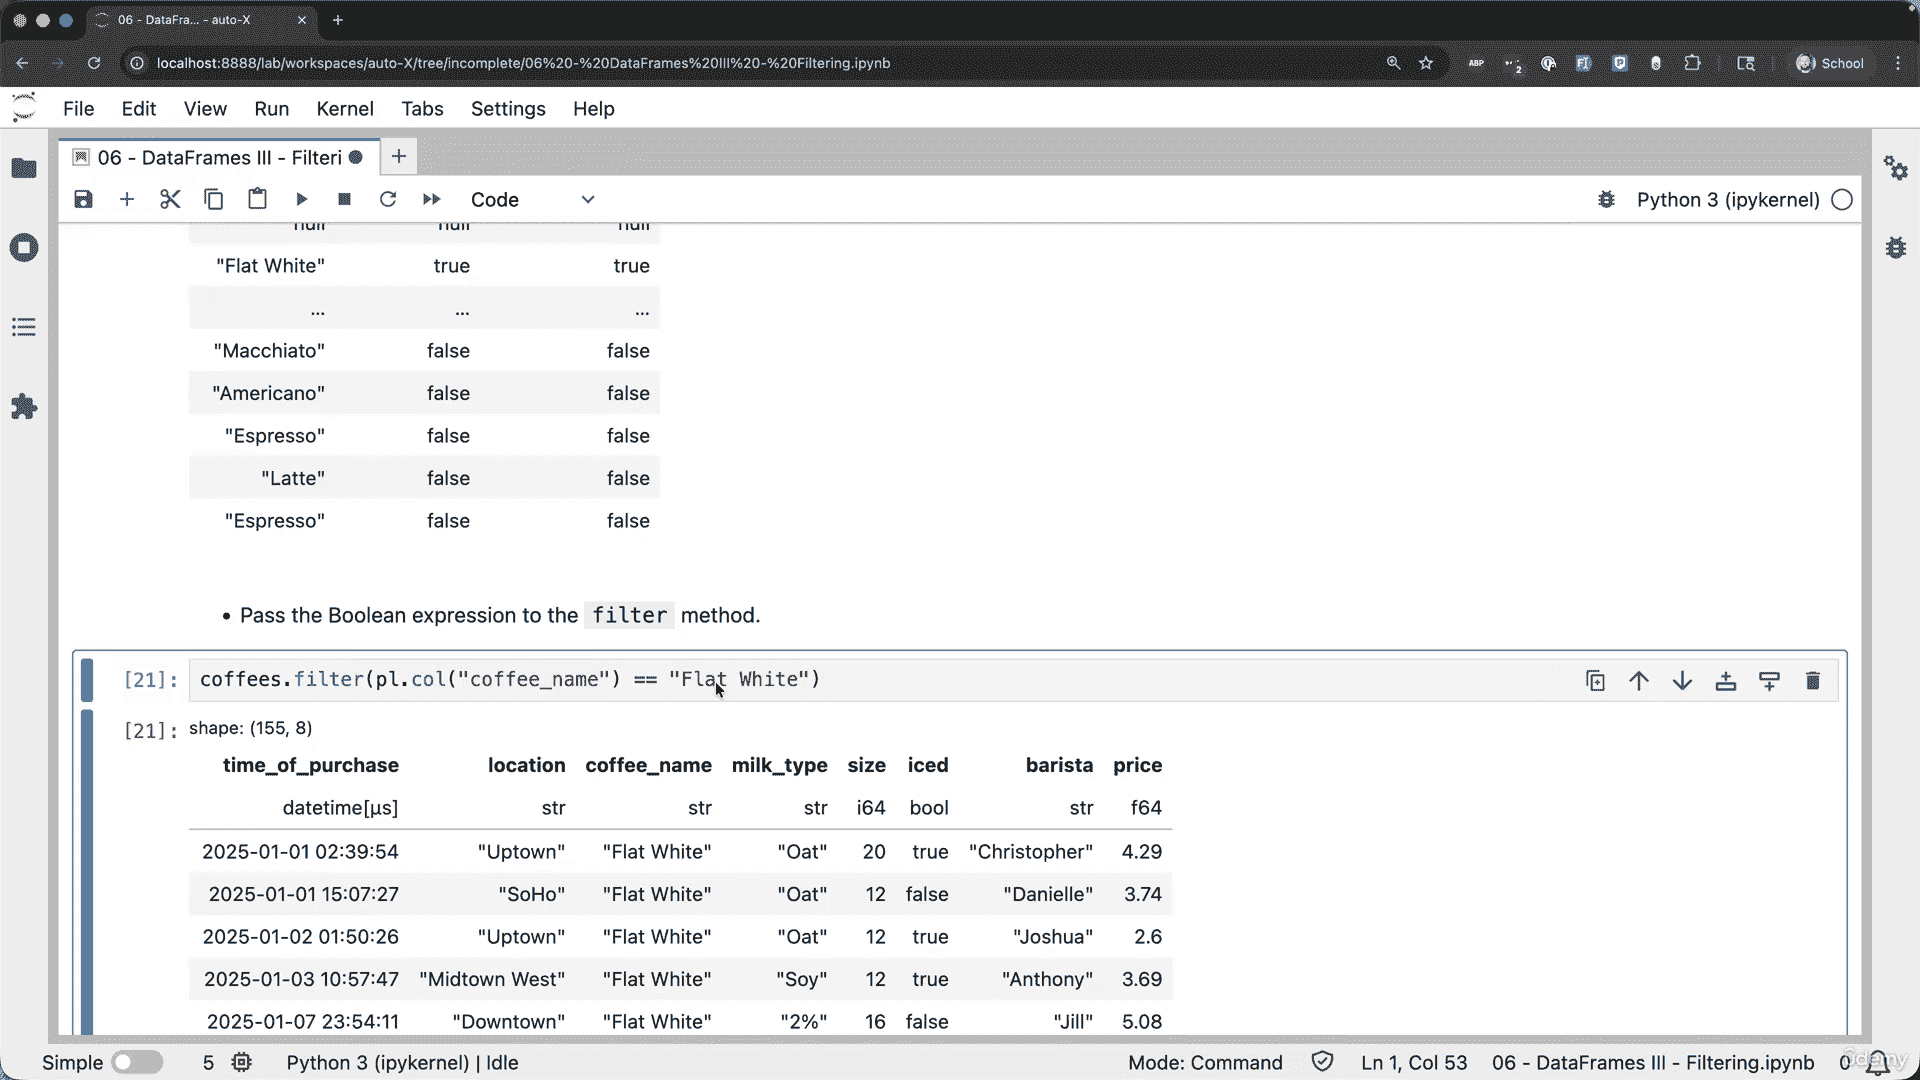 06 - DataFra... - auto-X
localhost:8888/lab/workspaces/auto-X/tree/incomplete/06%20-%20DataFrames%20III%20-%20Filtering.ipynb
ABP
2
School
File Edit View Run Kernel Tabs Settings Help
06 - DataFrames III - Filteri
Code
Python 3 (ipykernel)
null null null
"Flat White" true true
... ... ...
"Macchiato" false false
"Americano" false false
"Espresso" false false
"Latte" false false
"Espresso" false false
• Pass the Boolean expression to the filter method.
[21]: coffees.filter(pl.col("coffee_name") == "Flat White")
[21]: shape: (155, 8)
time_of_purchase location coffee_name milk_type size iced barista price
datetime[μs] str str str i64 bool str f64
2025-01-01 02:39:54 "Uptown" "Flat White" "Oat" 20 true "Christopher" 4.29
2025-01-01 15:07:27 "SoHo" "Flat White" "Oat" 12 false "Danielle" 3.74
2025-01-02 01:50:26 "Uptown" "Flat White" "Oat" 12 true "Joshua" 2.6
2025-01-03 10:57:47 "Midtown West" "Flat White" "Soy" 12 true "Anthony" 3.69
2025-01-07 23:54:11 "Downtown" "Flat White" "2%" 16 false "Jill" 5.08
Simple 5 Python 3 (ipykernel) | Idle Mode: Command Ln 1, Col 53 06 - DataFrames III - Filtering.ipynb 0
ûdemy